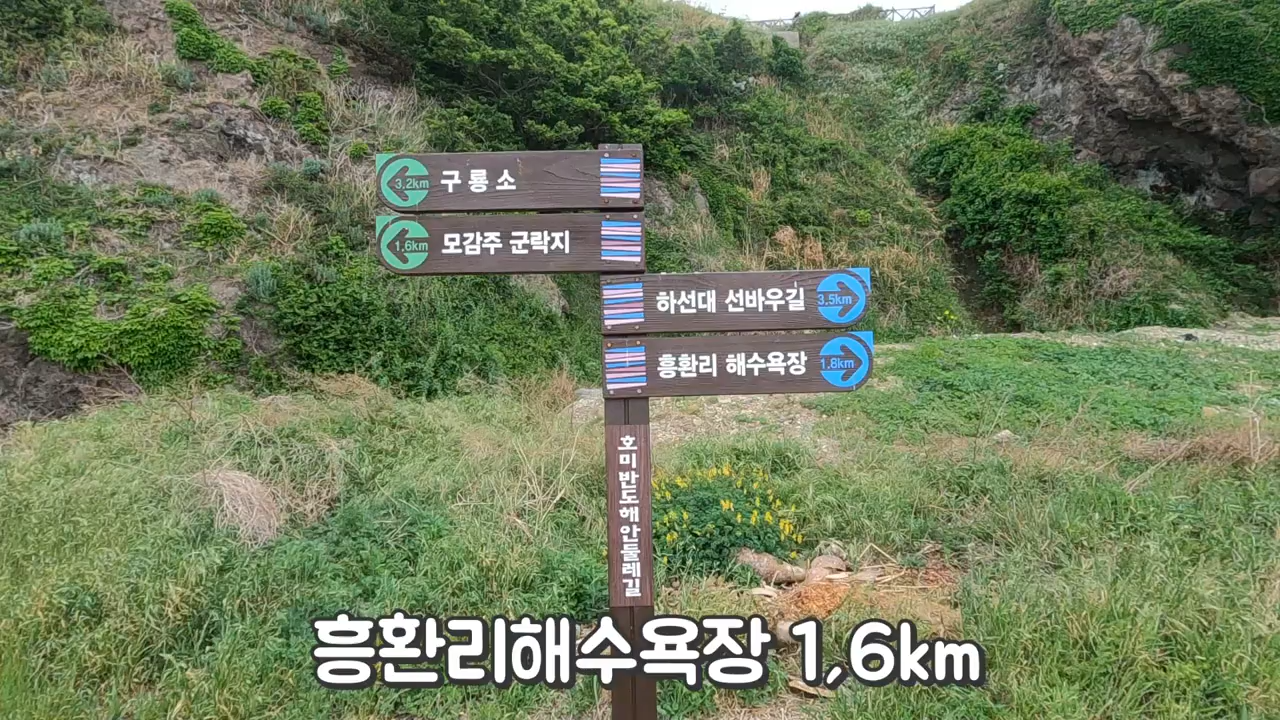 3.2km 구룡소
1.6km 모감주 군락지
하선대 선바우길 3.5km
흥환리 해수욕장 1.8km
호미반도해안둘레길
흥환리해수욕장 1,6km